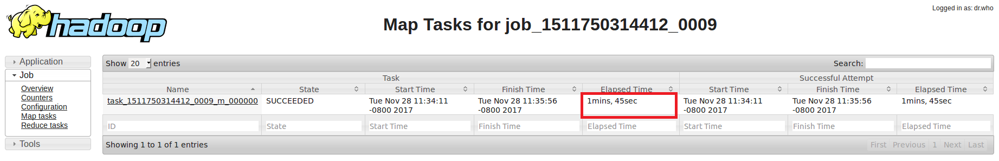 Logged in as: dr.who
hadoop
Map Tasks for job_1511750314412_0009
Application
Job
Overview
Counters
Configuration
Map tasks
Reduce tasks
Tools
Show 20 entries Search:
Task Successful Attempt
Name State Start Time Finish Time Elapsed Time Start Time Finish Time Elapsed Time
task_1511750314412_0009_m_000000 SUCCEEDED Tue Nov 28 11:34:11 Tue Nov 28 11:35:56 1mins, 45sec Tue Nov 28 11:34:11 Tue Nov 28 11:35:56 1mins, 45sec
-0800 2017 -0800 2017 -0800 2017 -0800 2017
ID State Start Time Finish Time Elapsed Time Start Time Finish Time Elapsed Time
Showing 1 to 1 of 1 entries First Previous 1 Next Last